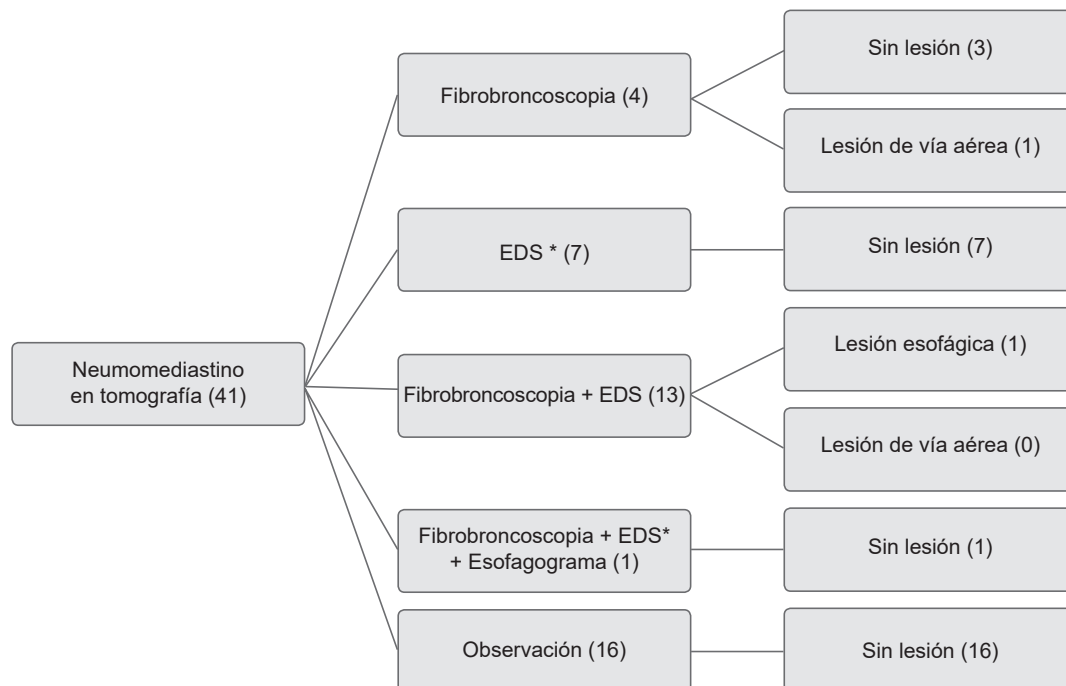 Neumomediastino
en tomografía (41)
Fibrobroncoscopia (4)
Sin lesión (3)
Lesión de vía aérea (1)
EDS * (7)
Sin lesión (7)
Fibrobroncoscopia + EDS (13)
Lesión esofágica (1)
Lesión de vía aérea (0)
Fibrobroncoscopia + EDS*
+ Esofagograma (1)
Sin lesión (1)
Observación (16)
Sin lesión (16)